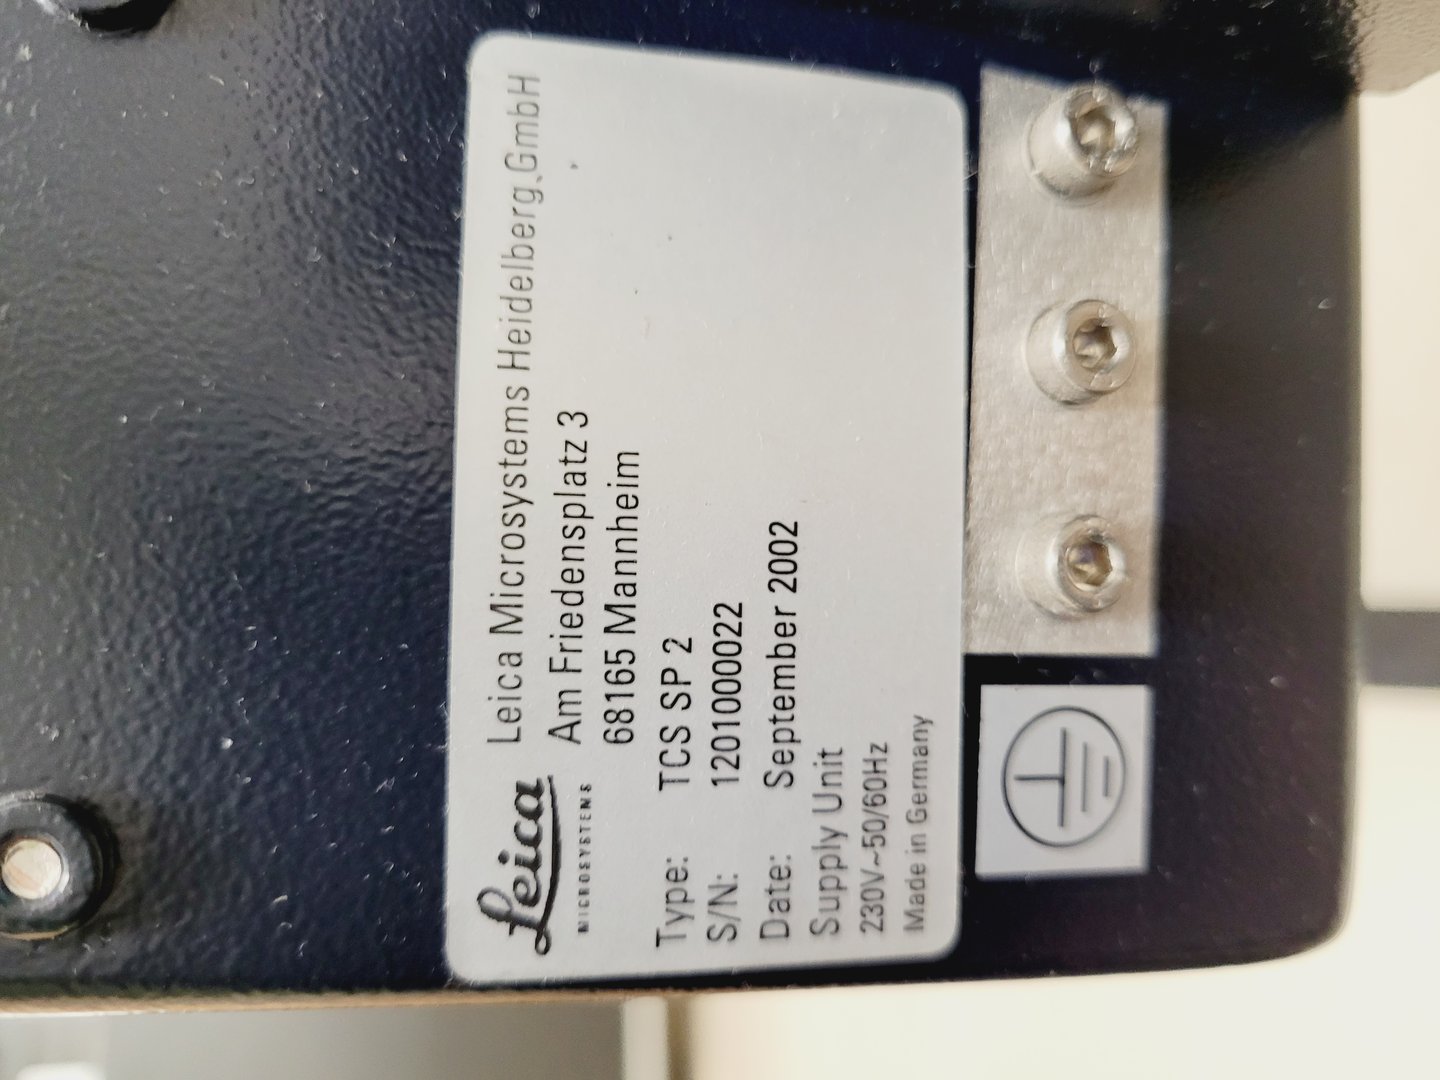 Leica
MICROSYSTEMS
Leica Microsystems Heidelberg GmbH
Am Friedensplatz 3
68165 Mannheim
Type: TCS SP 2
S/N: 1201000022
Date: September 2002
Supply Unit
230V~50/60Hz
Made in Germany